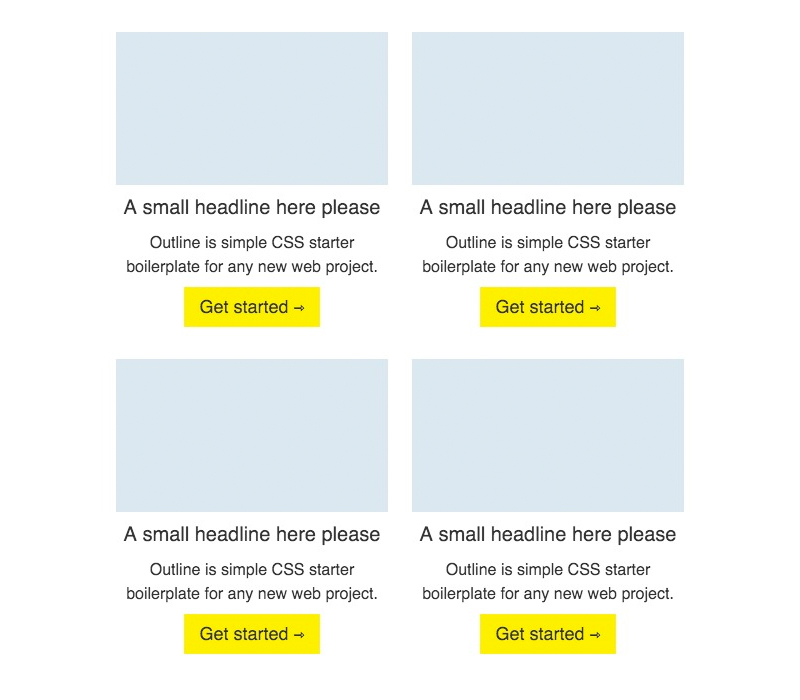 A small headline here please
Outline is simple CSS starter
boilerplate for any new web project.
Get started →
A small headline here please
Outline is simple CSS starter
boilerplate for any new web project.
Get started →
A small headline here please
Outline is simple CSS starter
boilerplate for any new web project.
Get started →
A small headline here please
Outline is simple CSS starter
boilerplate for any new web project.
Get started →